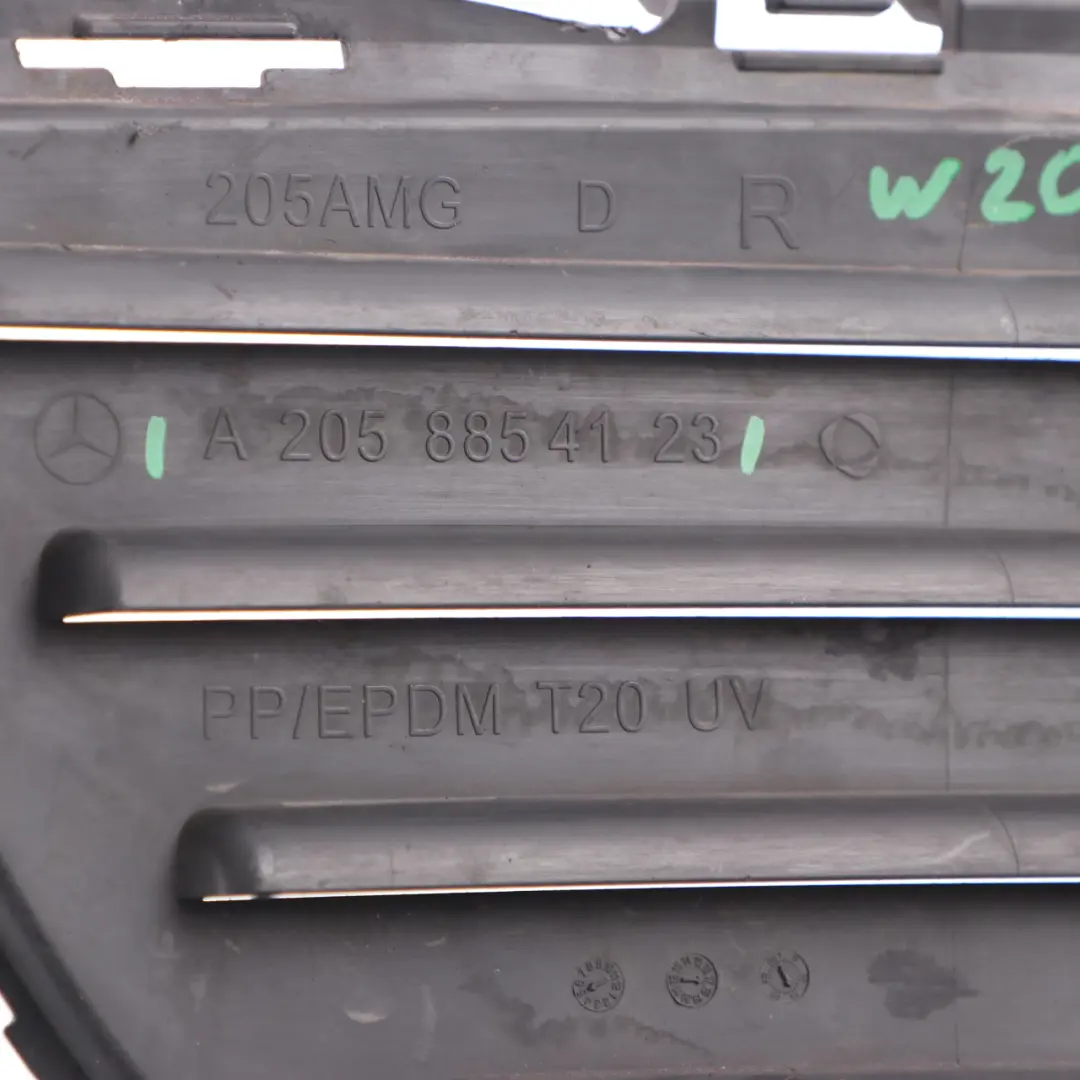 205AMG D R W20
A 205 885 41 23
PP/EPDM T20 UV